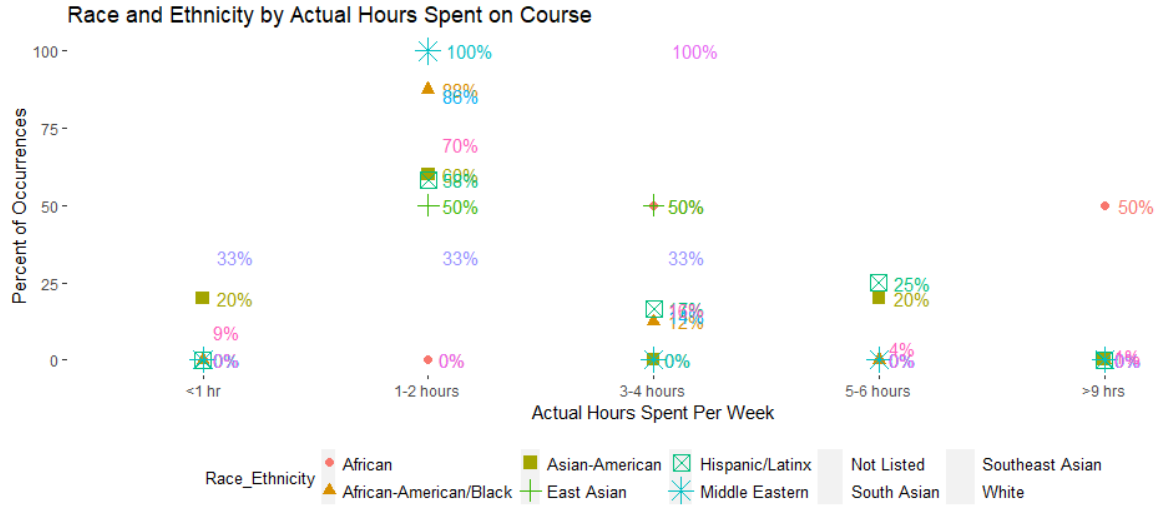 Race and Ethnicity by Actual Hours Spent on Course
Percent of Occurrences
100
100%
100%
88%
86%
75
70%
60%
58%
50
50%
50%
50%
33%
33%
33%
25
25%
20%
20%
17%
14%
12%
9%
4%
1%
0
0%
0%
0%
0%
0%
<1 hr
1-2 hours
3-4 hours
5-6 hours
>9 hrs
Actual Hours Spent Per Week
Race_Ethnicity
African
Asian-American
Hispanic/Latinx
Not Listed
Southeast Asian
African-American/Black
East Asian
Middle Eastern
South Asian
White